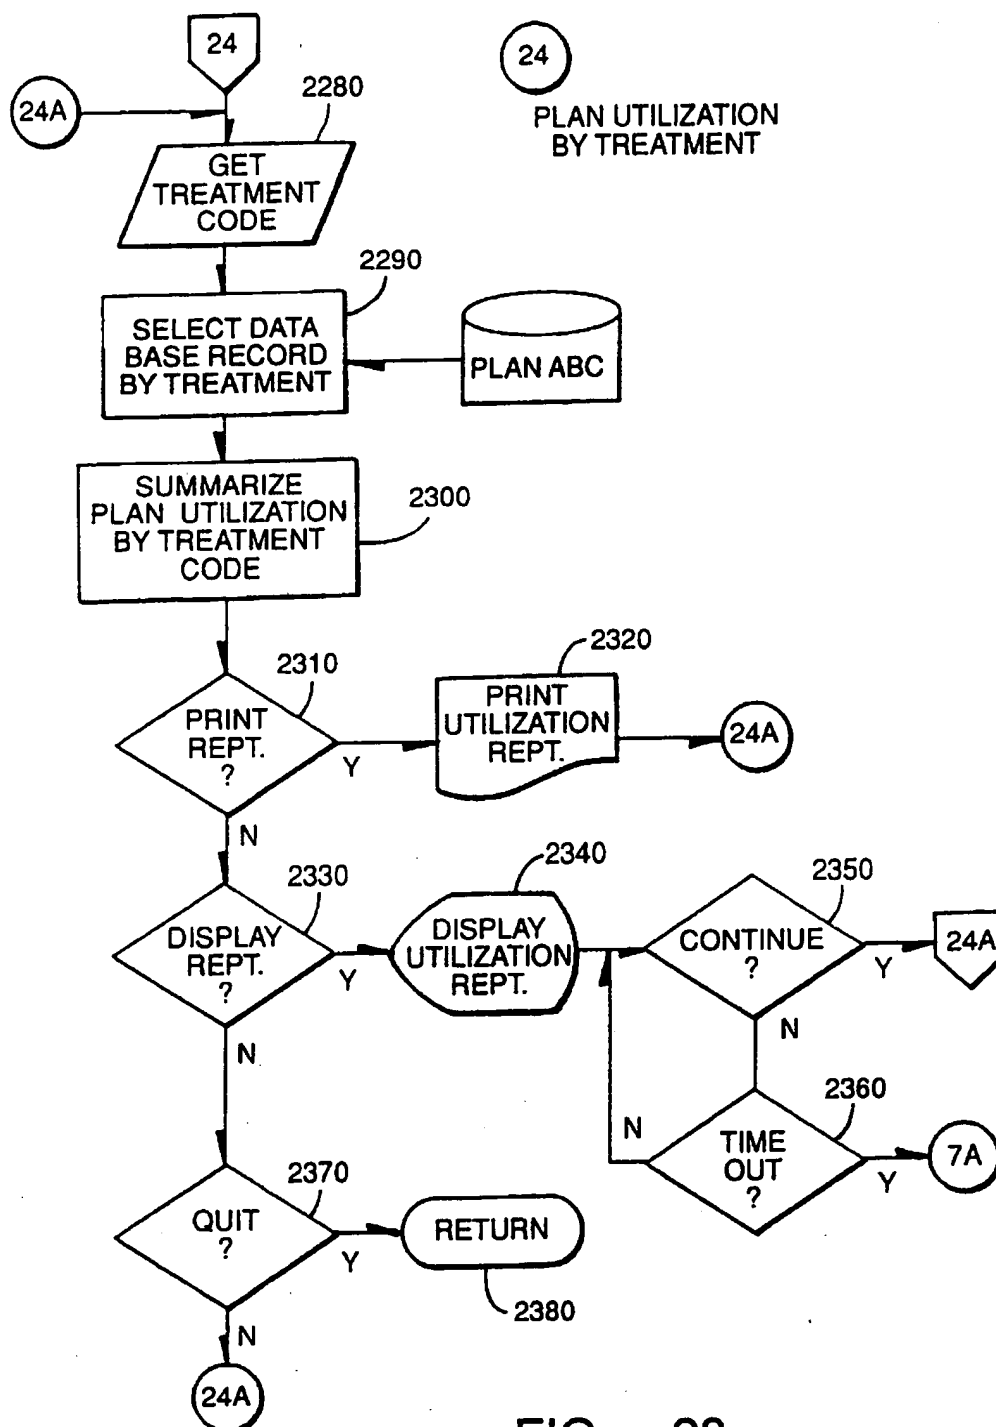 24
24
24A
2280
PLAN UTILIZATION
BY TREATMENT
GET
TREATMENT
CODE
2290
SELECT DATA
BASE RECORD
BY TREATMENT
PLAN ABC
SUMMARIZE
PLAN UTILIZATION
BY TREATMENT
CODE
2300
2310
PRINT
REPT.
?
Y
N
2320
PRINT
UTILIZATION
REPT.
24A
2330
DISPLAY
REPT.
?
Y
N
2340
DISPLAY
UTILIZATION
REPT.
2350
CONTINUE
?
Y
N
24A
2360
TIME
OUT
?
N
Y
7A
2370
QUIT
?
Y
N
RETURN
2380
24A